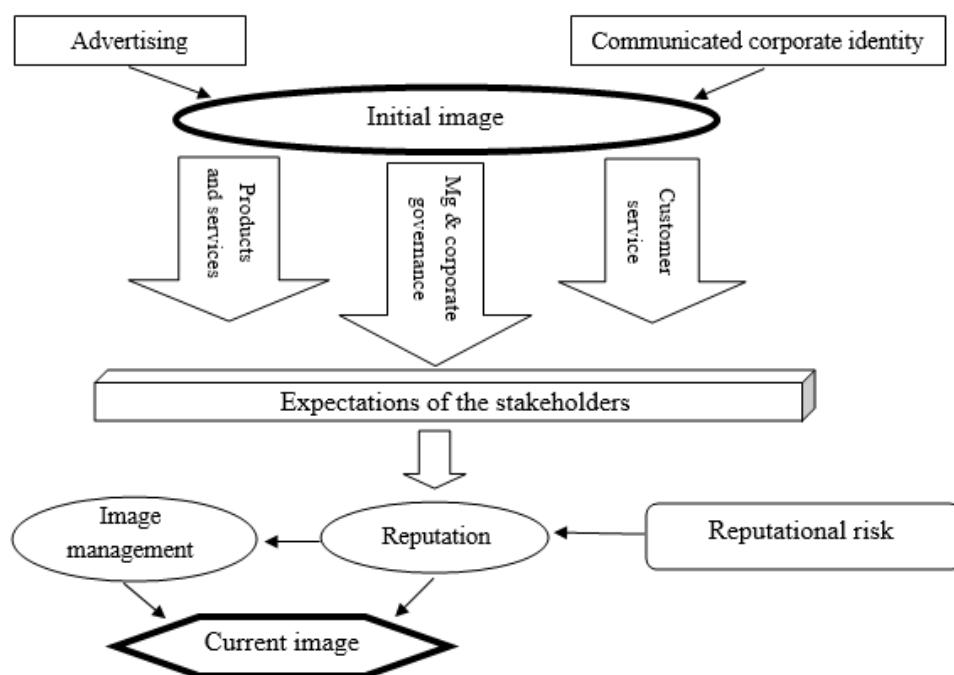 Advertising
Communicated corporate identity
Initial image
Products
and services
Mg & corporate
governance
Customer
service
Expectations of the stakeholders
Image
management
Reputation
Reputational risk
Current image